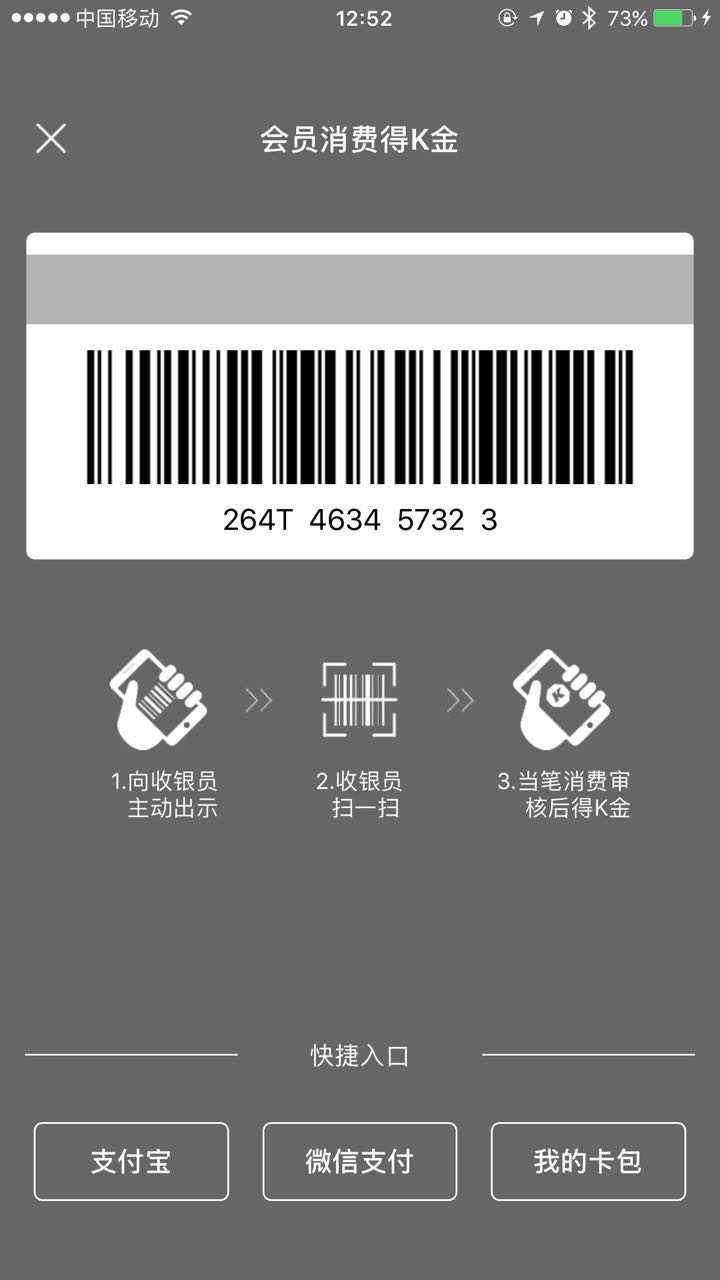 中国移动 12:52 73%
会员消费得K金
264T 4634 5732 3
1.向收银员
主动出示
2.收银员
扫一扫
3.当笔消费审
核后得K金
快捷入口
支付宝 微信支付 我的卡包